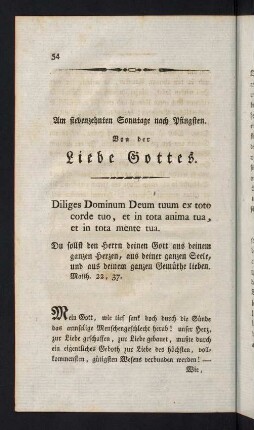 54
Am siebenzehnten Sonntage nach Pfingsten.
Von der
Liebe Gottes.
Diliges Dominum Deum tuum ex toto
corde tuo, et in tota anima tua,
et in tota mente tua.
Du sollst den Herrn deinen Gott aus deinem
ganzen Herzen, aus deiner ganzen Seele,
und aus deinem ganzen Gemüthe lieben.
Matth. 22, 37.
Mein Gott, wie tief sank doch durch die Sünde
das armselige Menschengeschlecht herab! unser Herz,
zur Liebe geschaffen, zur Liebe gebauet, mußte durch
ein eigentliches Geboth zur Liebe des höchsten, voll-
kommensten, gütigsten Wesens verbunden werden! —
Wie,